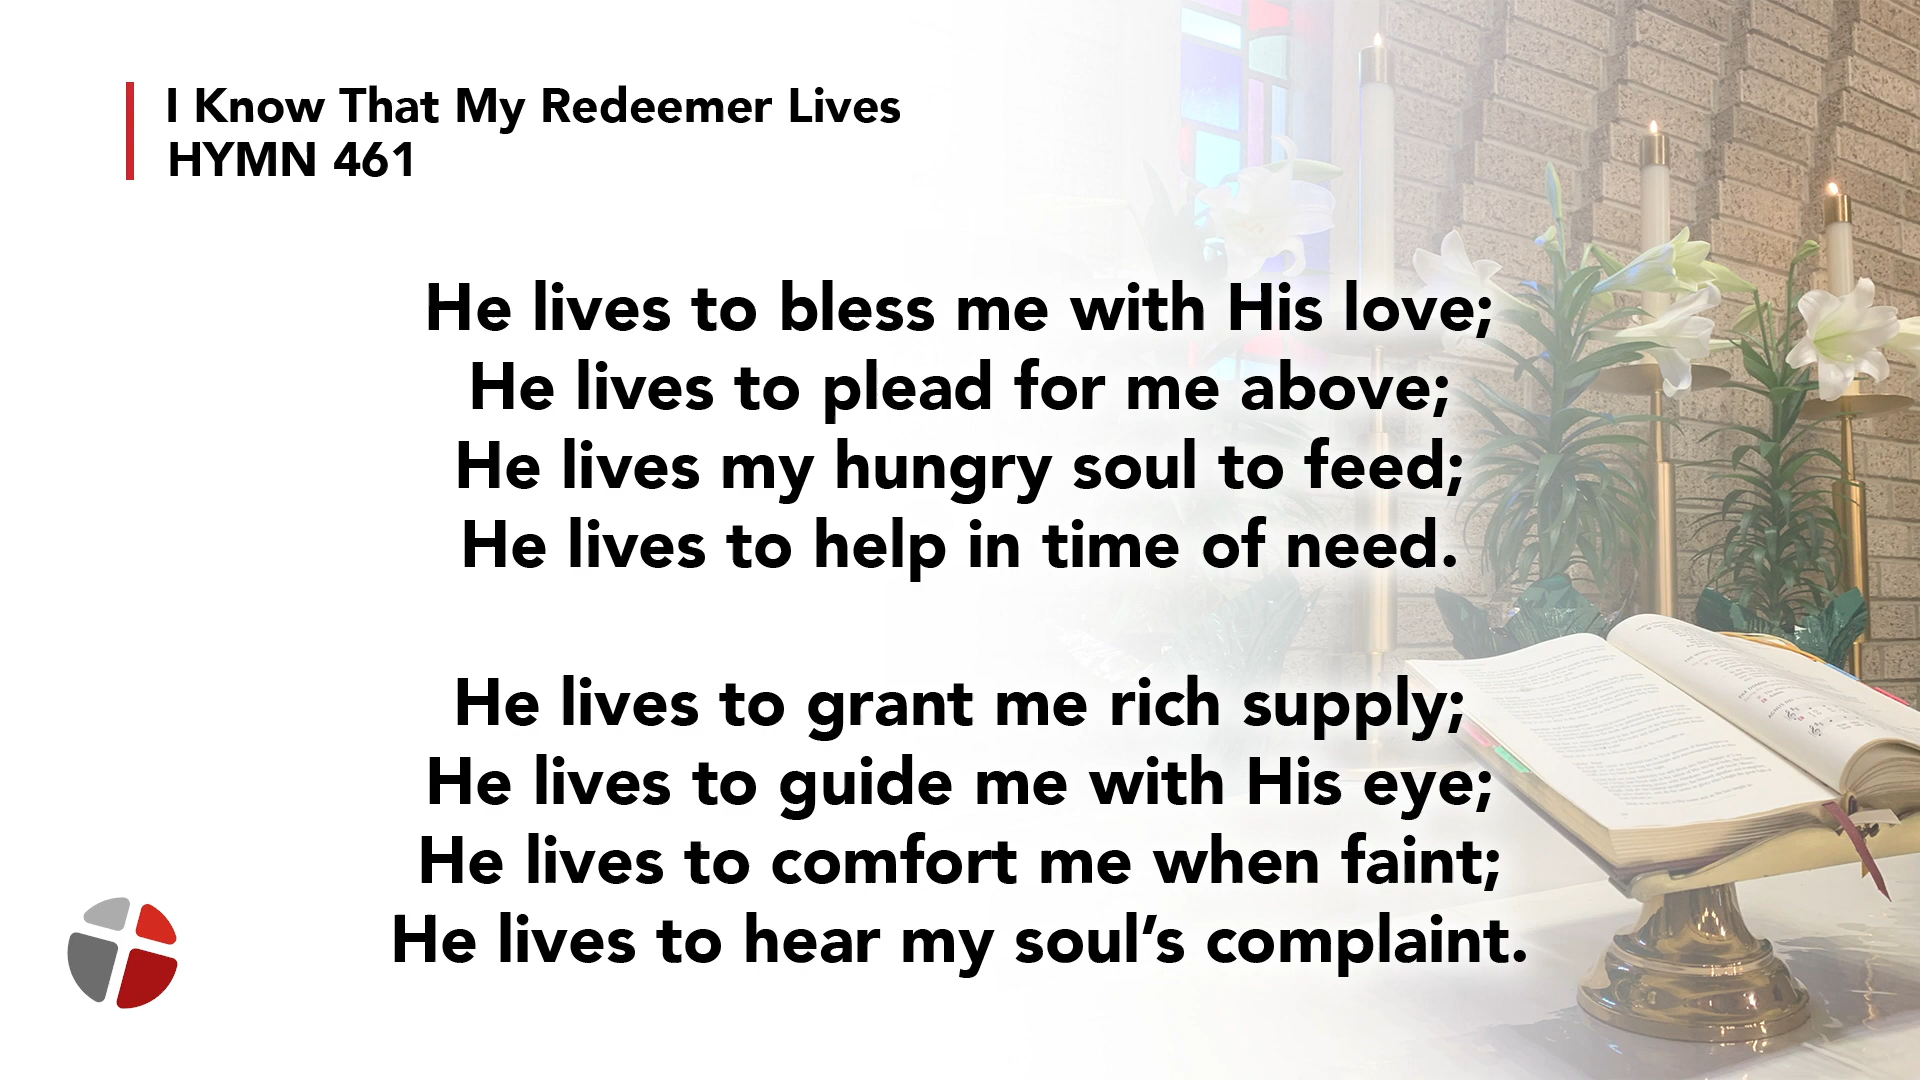 I Know That My Redeemer Lives
HYMN 461
He lives to bless me with His love;
He lives to plead for me above;
He lives my hungry soul to feed;
He lives to help in time of need.
He lives to grant me rich supply;
He lives to guide me with His eye;
He lives to comfort me when faint;
He lives to hear my soul’s complaint.